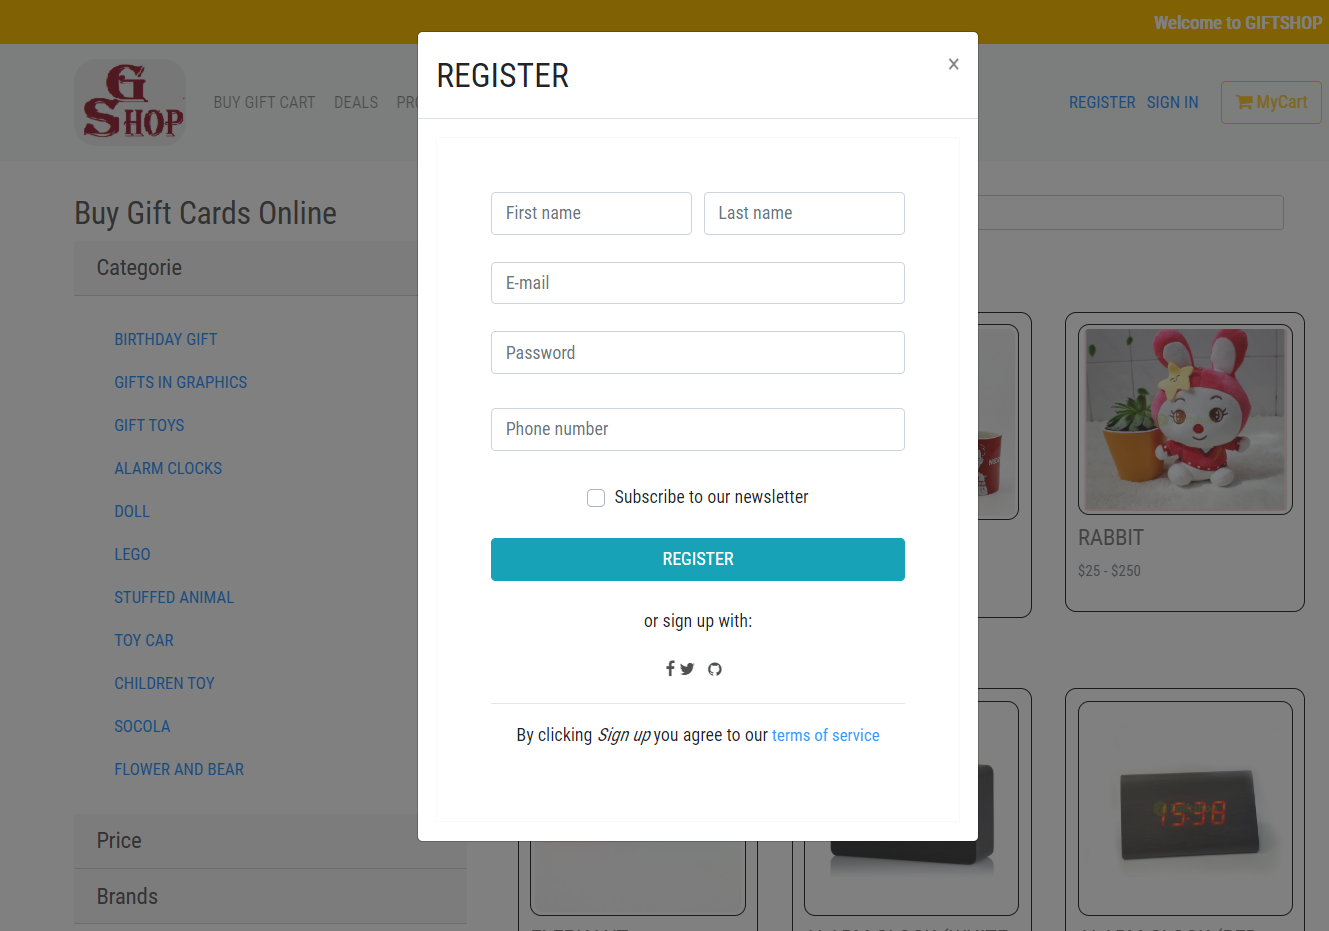 Welcome to GIFTSHOP
G SHOP
BUY GIFT CART DEALS
REGISTER SIGN IN MyCart
REGISTER ×
First name Last name
E-mail
Password
Phone number
Subscribe to our newsletter
REGISTER
or sign up with:
By clicking Sign up you agree to our terms of service
Buy Gift Cards Online
Categorie
BIRTHDAY GIFT
GIFTS IN GRAPHICS
GIFT TOYS
ALARM CLOCKS
DOLL
LEGO
STUFFED ANIMAL
TOY CAR
CHILDREN TOY
SOCOLA
FLOWER AND BEAR
Price
Brands
RABBIT
$25 - $250
15:38